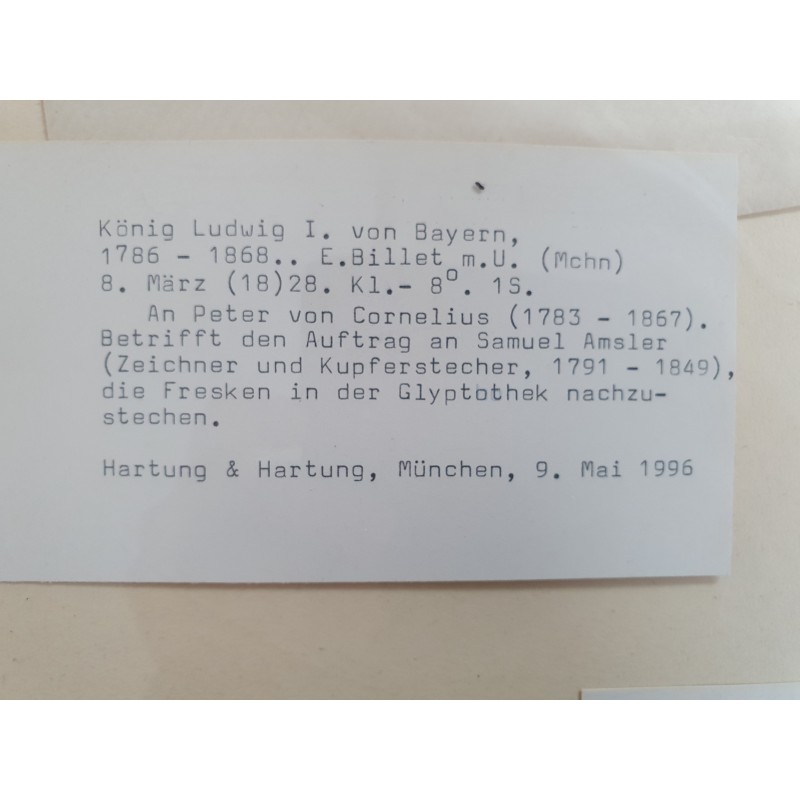 König Ludwig I. von Bayern,
1786 - 1868.. E.Billet m.U. (Mchn)
8. März (18)28. Kl.- 8º. 1S.
An Peter von Cornelius (1783 - 1867).
Betrifft den Auftrag an Samuel Amsler
(Zeichner und Kupferstecher, 1791 - 1849),
die Fresken in der Glyptothek nachzu-
stechen.
Hartung & Hartung, München, 9. Mai 1996